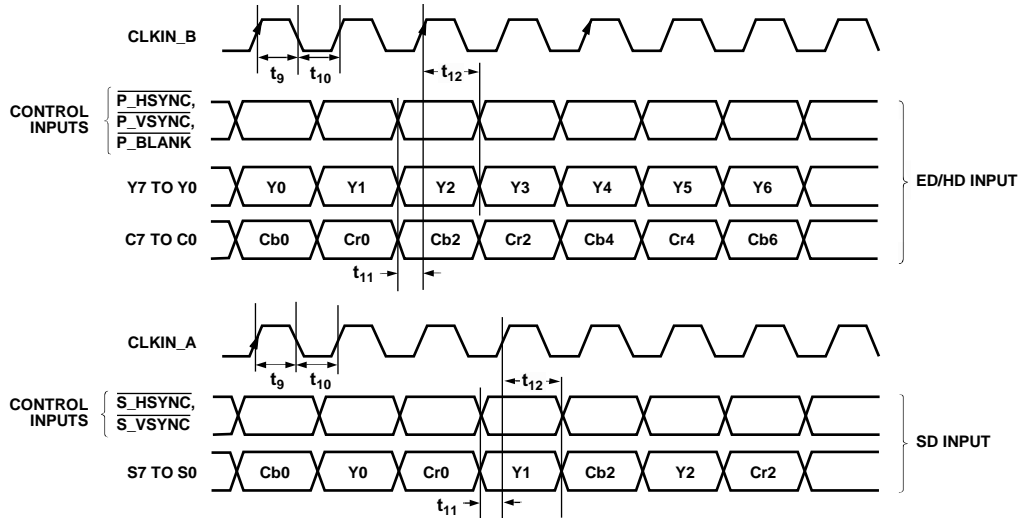 CLKIN_B
t9 t10
t12
CONTROL INPUTS
P_HSYNC,
P_VSYNC,
P_BLANK
Y7 TO Y0 Y0 Y1 Y2 Y3 Y4 Y5 Y6
ED/HD INPUT
C7 TO C0 Cb0 Cr0 Cb2 Cr2 Cb4 Cr4 Cb6
t11
CLKIN_A
t9 t10
t12
CONTROL INPUTS
S_HSYNC,
S_VSYNC
SD INPUT
S7 TO S0 Cb0 Y0 Cr0 Y1 Cb2 Y2 Cr2
t11